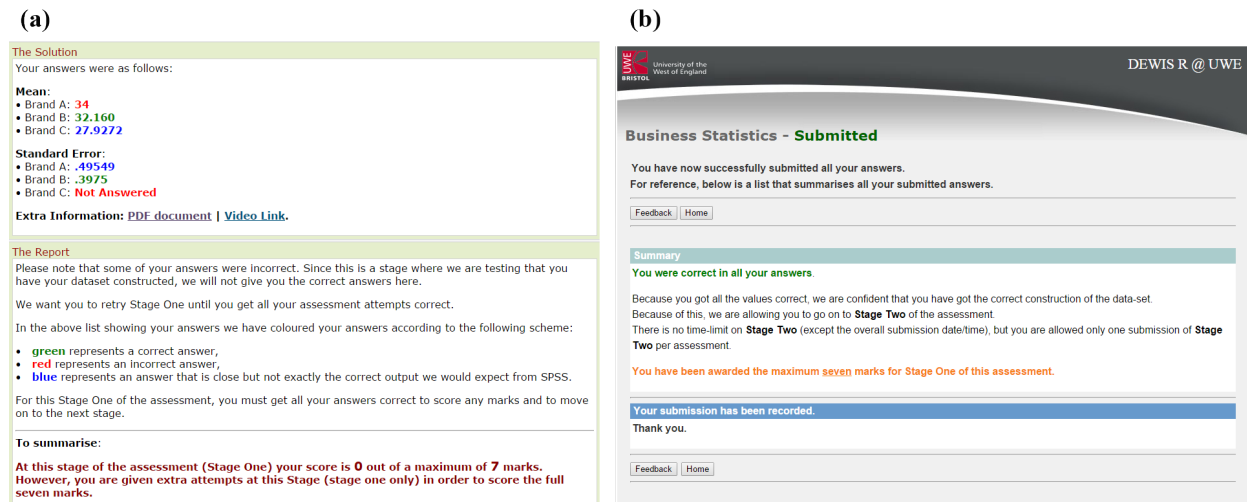 (a)
The Solution
Your answers were as follows:
Mean:
• Brand A: 34
• Brand B: 32.160
• Brand C: 27.9272
Standard Error:
• Brand A: .49549
• Brand B: .3975
• Brand C: Not Answered
Extra Information: PDF document | Video Link.
The Report
Please note that some of your answers were incorrect. Since this is a stage where we are testing that you
have your dataset constructed, we will not give you the correct answers here.
We want you to retry Stage One until you get all your assessment attempts correct.
In the above list showing your answers we have coloured your answers according to the following scheme:
• green represents a correct answer,
• red represents an incorrect answer,
• blue represents an answer that is close but not exactly the correct output we would expect from SPSS.
For this Stage One of the assessment, you must get all your answers correct to score any marks and to move
on to the next stage.
To summarise:
At this stage of the assessment (Stage One) your score is 0 out of a maximum of 7 marks.
However, you are given extra attempts at this Stage (stage one only) in order to score the full
seven marks.
(b)
UWE
BRISTOL
University of the
West of England
DEWIS R @ UWE
Business Statistics - Submitted
You have now successfully submitted all your answers.
For reference, below is a list that summarises all your submitted answers.
Feedback Home
Summary
You were correct in all your answers.
Because you got all the values correct, we are confident that you have got the correct construction of the data-set.
Because of this, we are allowing you to go on to Stage Two of the assessment.
There is no time-limit on Stage Two (except the overall submission date/time), but you are allowed only one submission of Stage
Two per assessment.
You have been awarded the maximum seven marks for Stage One of this assessment.
Your submission has been recorded.
Thank you.
Feedback Home